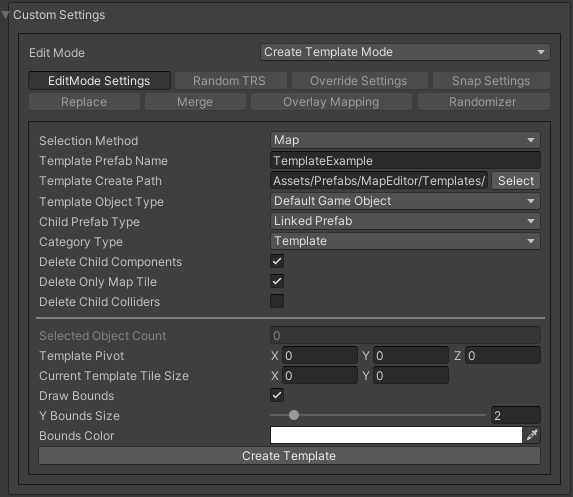 Custom Settings
Edit Mode Create Template Mode
EditMode Settings Random TRS Override Settings Snap Settings
Replace Merge Overlay Mapping Randomizer
Selection Method Map
Template Prefab Name TemplateExample
Template Create Path Assets/Prefabs/MapEditor/Templates/ Select
Template Object Type Default Game Object
Child Prefab Type Linked Prefab
Category Type Template
Delete Child Components
Delete Only Map Tile
Delete Child Colliders
Selected Object Count 0
Template Pivot X 0 Y 0 Z 0
Current Template Tile Size X 0 Y 0
Draw Bounds
Y Bounds Size 2
Bounds Color
Create Template